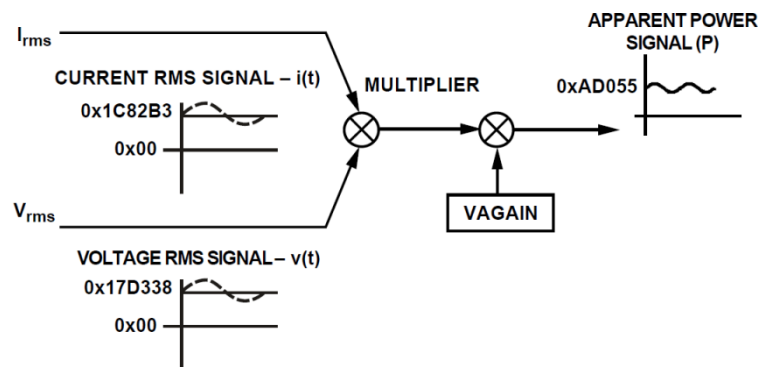 APPARENT POWER
SIGNAL (P)
Irms
CURRENT RMS SIGNAL – i(t)
MULTIPLIER
0xAD055
0x1C82B3
0x00
VAGAIN
Vrms
VOLTAGE RMS SIGNAL – v(t)
0x17D338
0x00